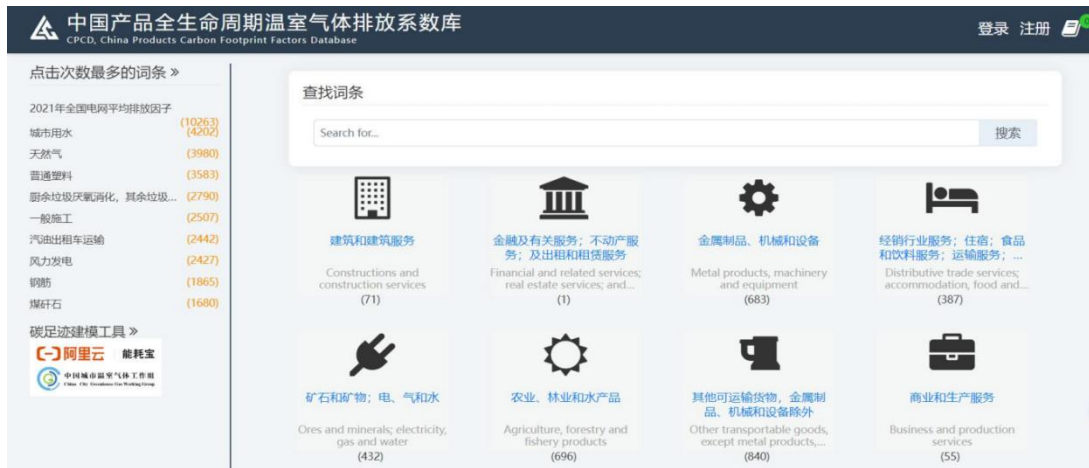 中国产品全生命周期温室气体排放系数库
CPCD, China Products Carbon Footprint Factors Database
登录 注册
点击次数最多的词条 »
2021年全国电网平均排放因子
(10263)
城市用水 (4202)
天然气 (3980)
普通塑料 (3583)
厨余垃圾厌氧消化，其余垃圾... (2790)
一般施工 (2507)
汽油出租车运输 (2442)
风力发电 (2427)
钢筋 (1865)
煤矸石 (1680)
碳足迹建模工具 »
阿里云 能耗宝
中国城市温室气体工作组
China City Greenhouse Gas Working Group
查找词条
Search for...
搜索
建筑和建筑服务
Constructions and
construction services
(71)
金融及有关服务；不动产服
务；及出租和租赁服务
Financial and related services;
real estate services; and...
(1)
金属制品、机械和设备
Metal products, machinery
and equipment
(683)
经销行业服务；住宿；食品
和饮料服务；运输服务；...
Distributive trade services;
accommodation, food and...
(387)
矿石和矿物；电、气和水
Ores and minerals; electricity,
gas and water
(432)
农业、林业和水产品
Agriculture, forestry and
fishery products
(696)
其他可运输货物，金属制
品、机械和设备除外
Other transportable goods,
except metal products,...
(840)
商业和生产服务
Business and production
services
(55)